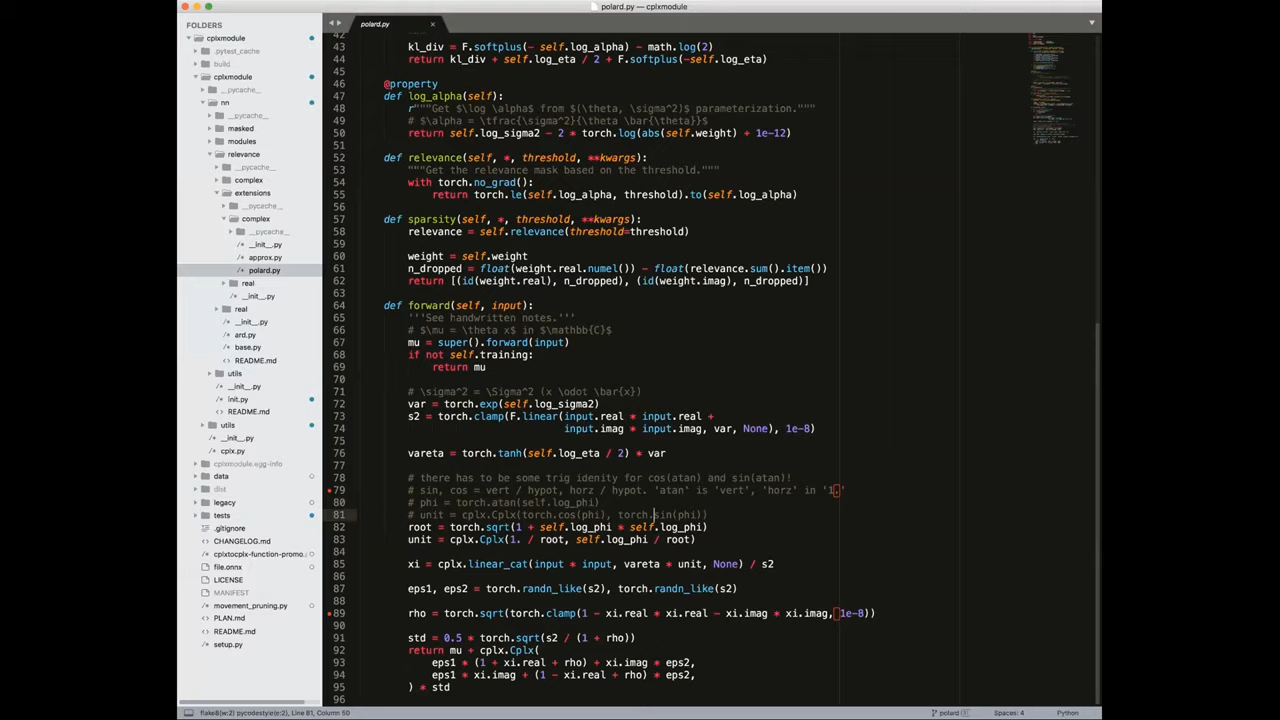 polard.py — cplxmodule
FOLDERS
cplxmodule
.pytest_cache
build
cplxmodule
__pycache__
nn
__pycache__
masked
modules
relevance
__pycache__
complex
extensions
__pycache__
complex
__pycache__
__init__.py
approx.py
polard.py
real
__init__.py
real
__init__.py
ard.py
base.py
README.md
utils
__init__.py
init.py
README.md
utils
__init__.py
cplx.py
cplxmodule.egg-info
data
dist
legacy
tests
.gitignore
CHANGELOG.md
cplxtocplx-function-promo...
file.onnx
LICENSE
MANIFEST
movement_pruning.py
PLAN.md
README.md
setup.py
polard.py
42
43 kl_div = F.softplus(- self.log_alpha) - math.log(2)
44 return kl_div + self.log_eta / 2 + F.softplus(-self.log_eta)
45
46 @property
47 def log_alpha(self):
48 r"""Get $\log \alpha$ from $(\theta, \sigma^2)$ parameterization."""
49 # $\alpha = \tfrac{\sigma^2}{\theta \bar{\theta}}$
50 return self.log_sigma2 - 2 * torch.log(abs(self.weight) + 1e-12)
51
52 def relevance(self, *, threshold, **kwargs):
53 """Get the relevance mask based on the threshold."""
54 with torch.no_grad():
55 return torch.le(self.log_alpha, threshold).to(self.log_alpha)
56
57 def sparsity(self, *, threshold, **kwargs):
58 relevance = self.relevance(threshold=threshold)
59
60 weight = self.weight
61 n_dropped = float(weight.real.numel()) - float(relevance.sum().item())
62 return [(id(weight.real), n_dropped), (id(weight.imag), n_dropped)]
63
64 def forward(self, input):
65 '''See handwritten notes.'''
66 # $\mu = \theta x$ in $\mathbb{C}$
67 mu = super().forward(input)
68 if not self.training:
69 return mu
70
71 # \sigma^2 = \Sigma^2 (x \odot \bar{x})
72 var = torch.exp(self.log_sigma2)
73 s2 = torch.clamp(F.linear(input.real * input.real +
74 input.imag * input.imag, var, None), 1e-8)
75
76 vareta = torch.tanh(self.log_eta / 2) * var
77
78 # there has to be some trig idenity for cos(atan) and sin(atan)!
79 # sin, cos = vert / hypot, horz / hypot. 'atan' is 'vert', 'horz' in '1.'
80 # phi = torch.atan(self.log_phi)
81 # unit = cplx.Cplx(torch.cos(phi), torch.sin(phi))
82 root = torch.sqrt(1 + self.log_phi * self.log_phi)
83 unit = cplx.Cplx(1. / root, self.log_phi / root)
84
85 xi = cplx.linear_cat(input * input, vareta * unit, None) / s2
86
87 eps1, eps2 = torch.randn_like(s2), torch.randn_like(s2)
88
89 rho = torch.sqrt(torch.clamp(1 - xi.real * xi.real - xi.imag * xi.imag, 1e-8))
90
91 std = 0.5 * torch.sqrt(s2 / (1 + rho))
92 return mu + cplx.Cplx(
93 eps1 * (1 + xi.real + rho) + xi.imag * eps2,
94 eps1 * xi.imag + (1 - xi.real + rho) * eps2,
95 ) * std
96
flake8(w:2) pycodestyle(e:2), Line 81, Column 50
polard
Spaces: 4
Python